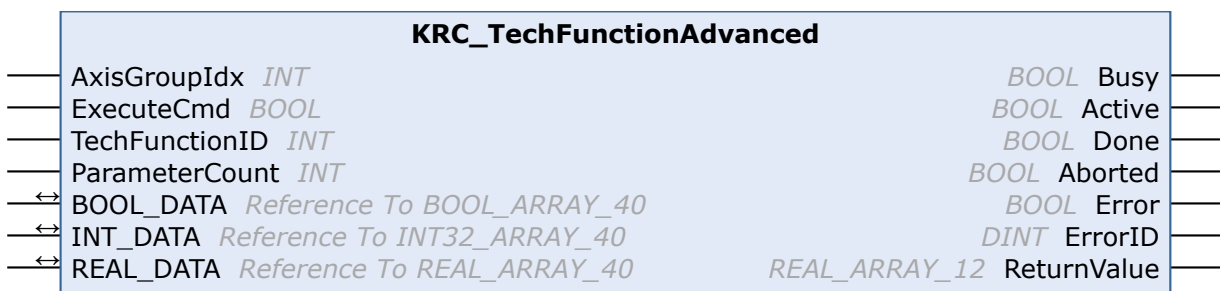 KRC_TechFunctionAdvanced
AxisGroupIdx INT BOOL Busy
ExecuteCmd BOOL BOOL Active
TechFunctionID INT BOOL Done
ParameterCount INT BOOL Aborted
BOOL_DATA Reference To BOOL_ARRAY_40 BOOL Error
INT_DATA Reference To INT32_ARRAY_40 DINT ErrorID
REAL_DATA Reference To REAL_ARRAY_40 REAL_ARRAY_12 ReturnValue